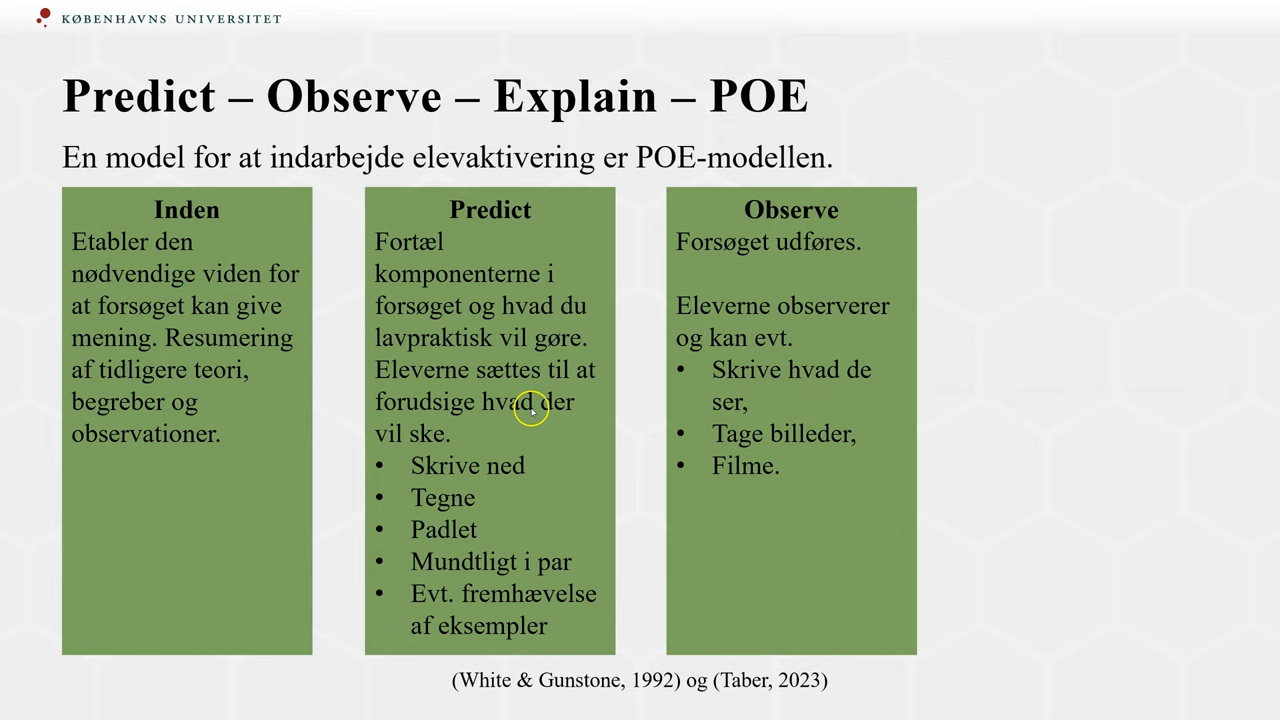 KØBENHAVNS UNIVERSITET
Predict – Observe – Explain – POE
En model for at indarbejde elevaktivering er POE-modellen.
Inden
Etabler den
nødvendige viden for
at forsøget kan give
mening. Resumering
af tidligere teori,
begreber og
observationer.
Predict
Fortæl
komponenterne i
forsøget og hvad du
lavpraktisk vil gøre.
Eleverne sættes til at
forudsige hvad der
vil ske.
• Skrive ned
• Tegne
• Padlet
• Mundtligt i par
• Evt. fremhævelse
af eksempler
Observe
Forsøget udføres.
Eleverne observerer
og kan evt.
• Skrive hvad de
ser,
• Tage billeder,
• Filme.
(White & Gunstone, 1992) og (Taber, 2023)